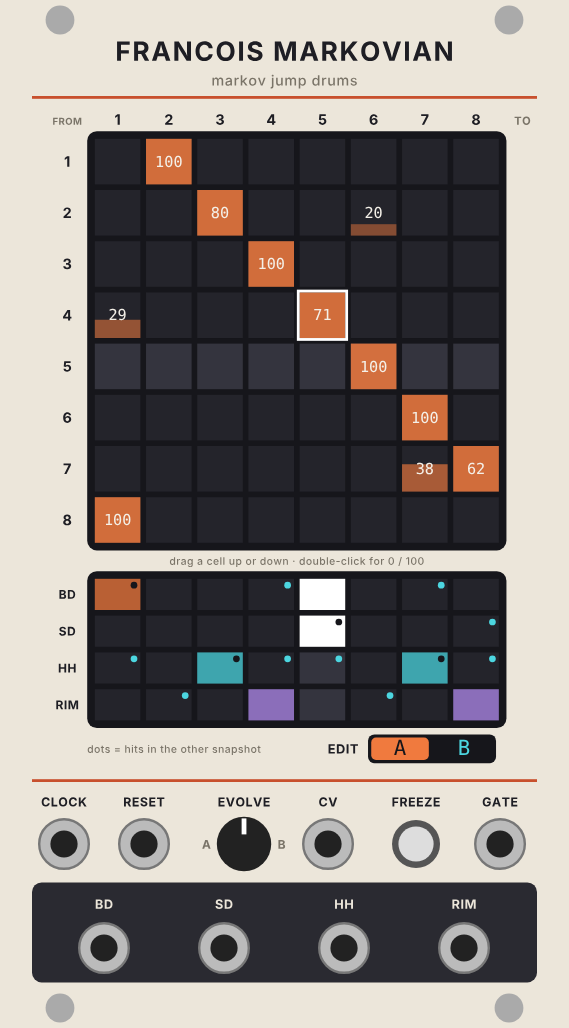 FRANCOIS MARKOVIAN
markov jump drums
FROM 1 2 3 4 5 6 7 8 TO
1 100
2 80 20
3 100
4 29 71
5 100
6 100
7 38 62
8 100
drag a cell up or down · double-click for 0 / 100
BD
SD
HH
RIM
dots = hits in the other snapshot EDIT A B
CLOCK RESET EVOLVE CV FREEZE GATE
A B
BD SD HH RIM